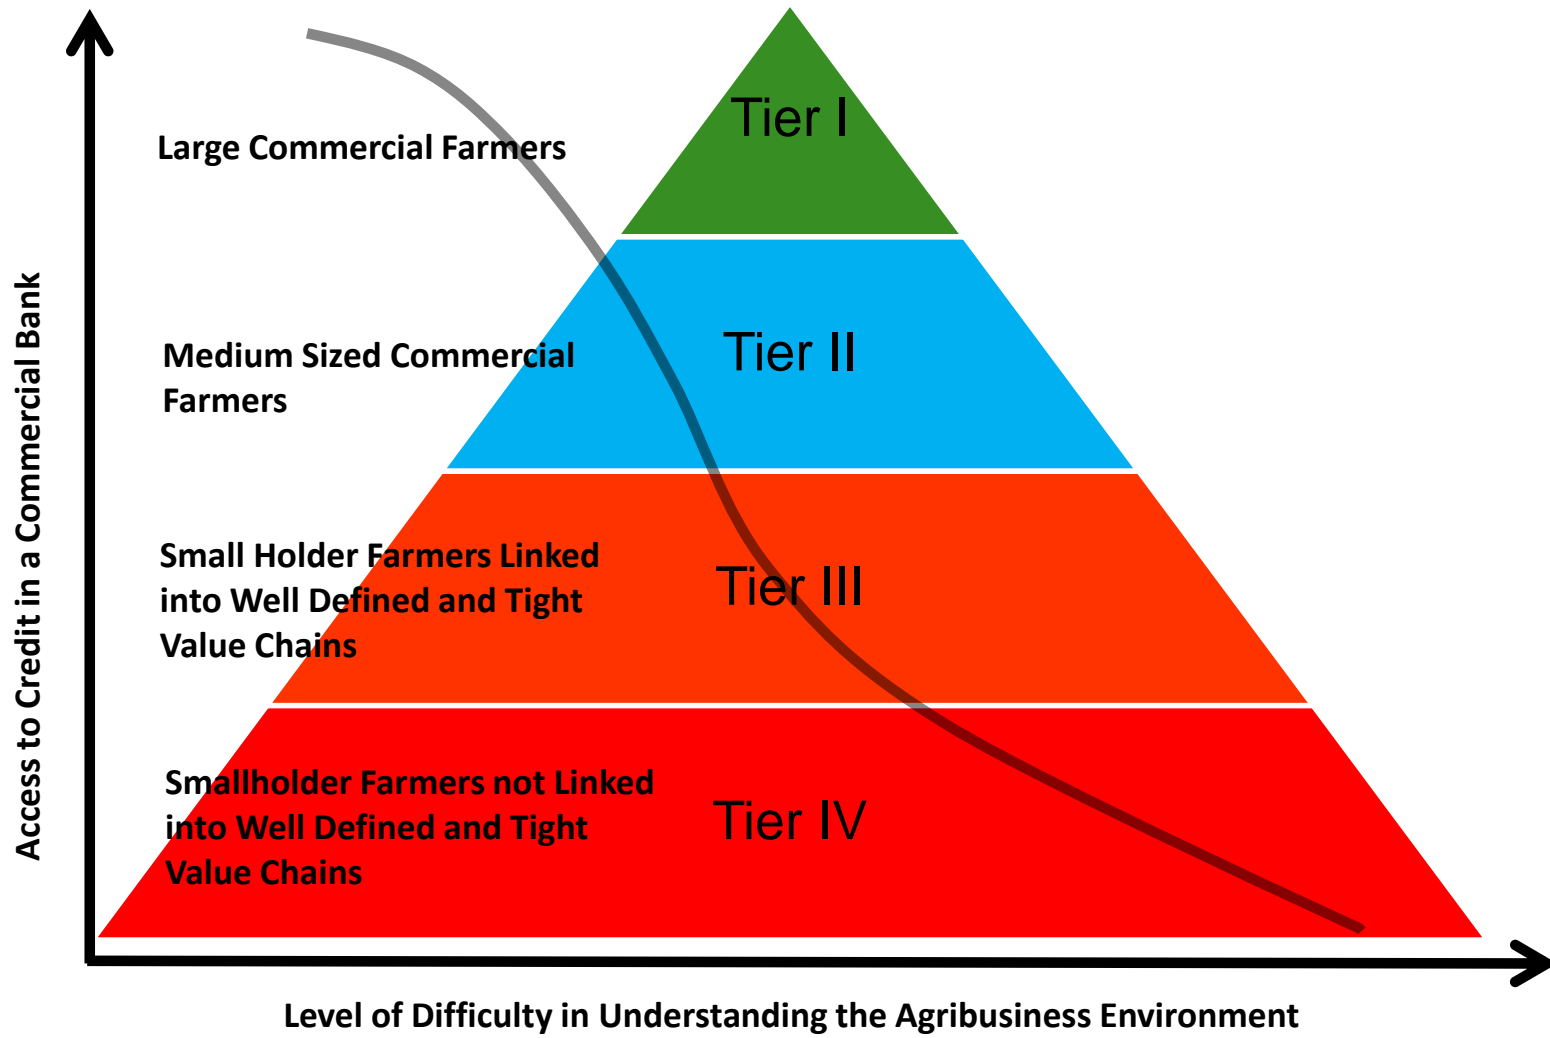 Tier I
Large Commercial Farmers
Tier II
Medium Sized Commercial
Farmers
Small Holder Farmers Linked
into Well Defined and Tight
Value Chains
Tier III
Smallholder Farmers not Linked
into Well Defined and Tight
Value Chains
Tier IV
Access to Credit in a Commercial Bank
Level of Difficulty in Understanding the Agribusiness Environment